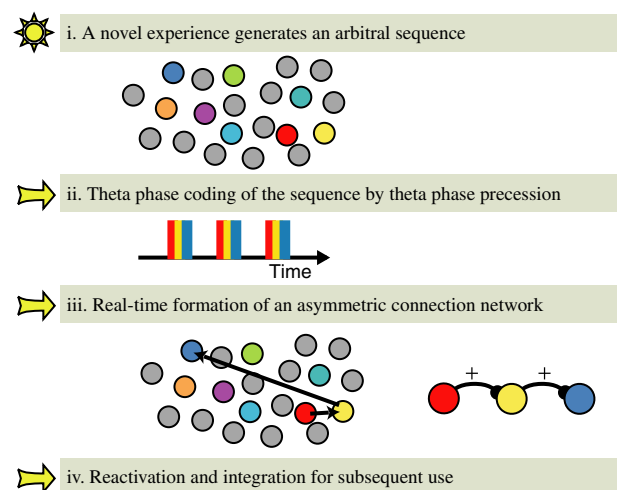 i. A novel experience generates an arbitral sequence
ii. Theta phase coding of the sequence by theta phase precession
Time
iii. Real-time formation of an asymmetric connection network
+ +
iv. Reactivation and integration for subsequent use